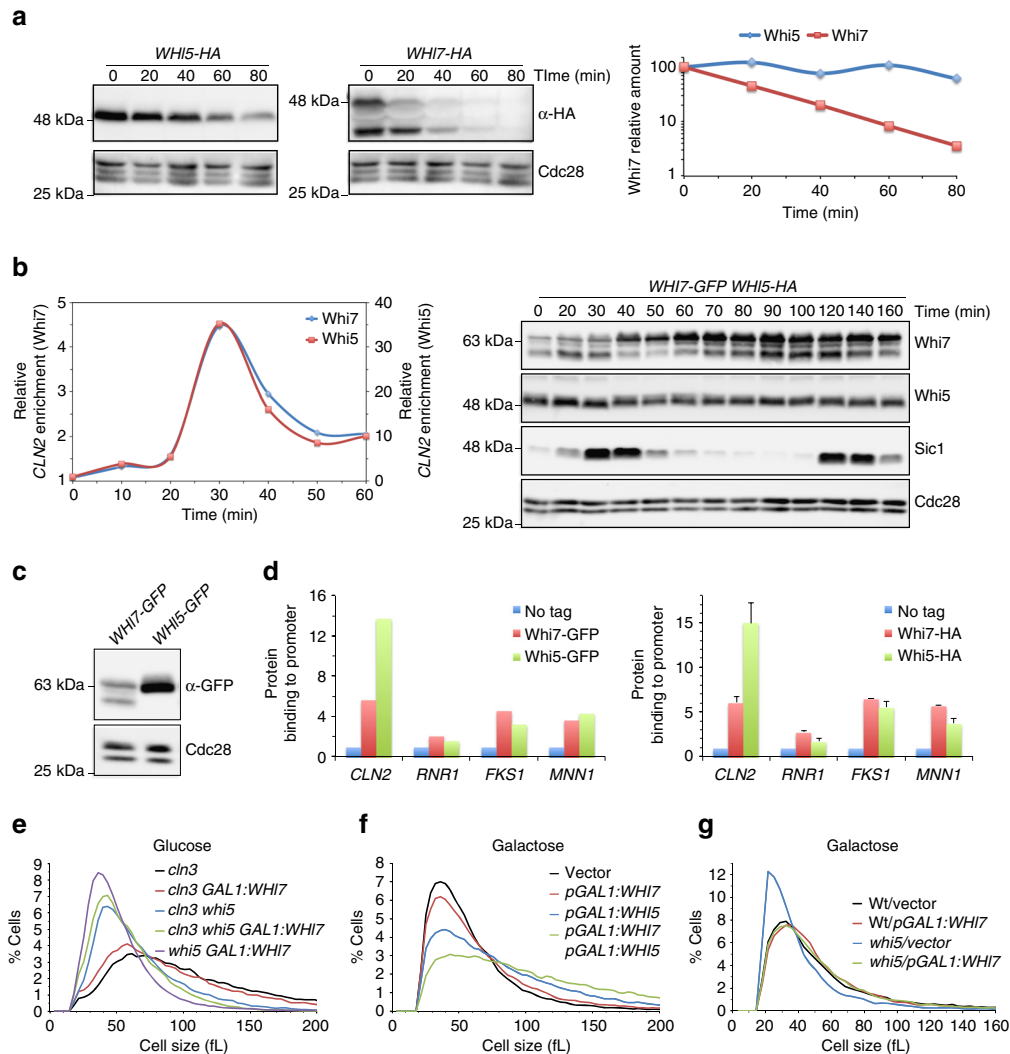 a
WHI5-HA
0 20 40 60 80
48 kDa
25 kDa
WHI7-HA
0 20 40 60 80 TIme (min)
48 kDa
α-HA
Cdc28
25 kDa
Whi5 Whi7
Whi7 relative amount
100
10
1
0 20 40 60 80
Time (min)
b
Relative
CLN2 enrichment (Whi7)
5
4
3
2
1
Whi7
Whi5
40
30
20
10
0
Relative
CLN2 enrichment (Whi5)
0 10 20 30 40 50 60
Time (min)
WHI7-GFP WHI5-HA
0 20 30 40 50 60 70 80 90 100 120 140 160 Time (min)
63 kDa
Whi7
48 kDa
Whi5
Sic1
Cdc28
25 kDa
c
WHI7-GFP
WHI5-GFP
63 kDa
α-GFP
Cdc28
25 kDa
d
Protein
binding to promoter
16
12
8
4
0
No tag
Whi7-GFP
Whi5-GFP
CLN2 RNR1 FKS1 MNN1
Protein
binding to promoter
15
10
5
0
No tag
Whi7-HA
Whi5-HA
CLN2 RNR1 FKS1 MNN1
e
Glucose
% Cells
9
8
7
6
5
4
3
2
1
0
cln3
cln3 GAL1:WHI7
cln3 whi5
cln3 whi5 GAL1:WHI7
whi5 GAL1:WHI7
0 50 100 150 200
Cell size (fL)
f
Galactose
% Cells
8
7
6
5
4
3
2
1
0
Vector
pGAL1:WHI7
pGAL1:WHI5
pGAL1:WHI7
pGAL1:WHI5
0 50 100 150 200
Cell size (fL)
g
Galactose
% Cells
14
12
10
8
6
4
2
0
Wt/vector
Wt/pGAL1:WHI7
whi5/vector
whi5/pGAL1:WHI7
0 20 40 60 80 100 120 140 160
Cell size (fL)